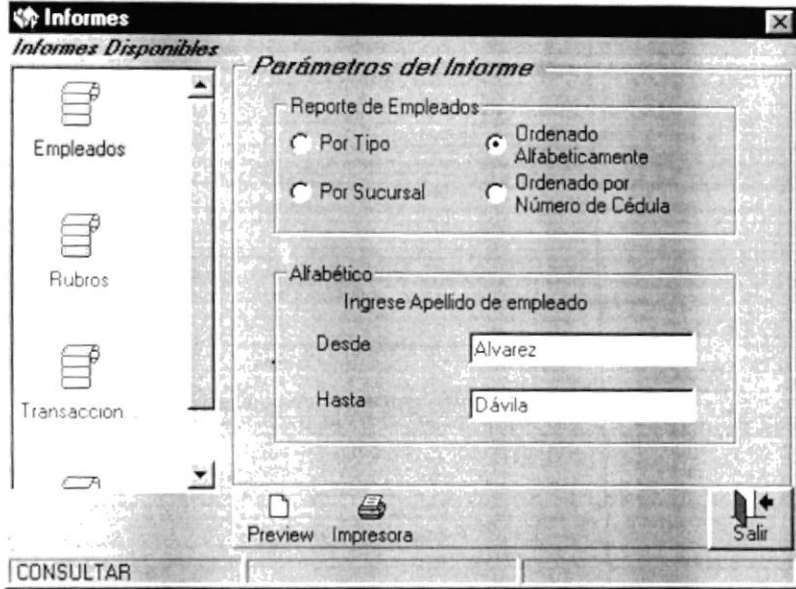 Informes
Informes Disponibles
Empleados
Rubros
Transaccion...
Parámetros del Informe
Reporte de Empleados
Por Tipo
Ordenado
Alfabeticamente
Por Sucursal
Ordenado por
Número de Cédula
Alfabético
Ingrese Apellido de empleado
Desde
Alvarez
Hasta
Dávila
Preview
Impresora
Salir
CONSULTAR